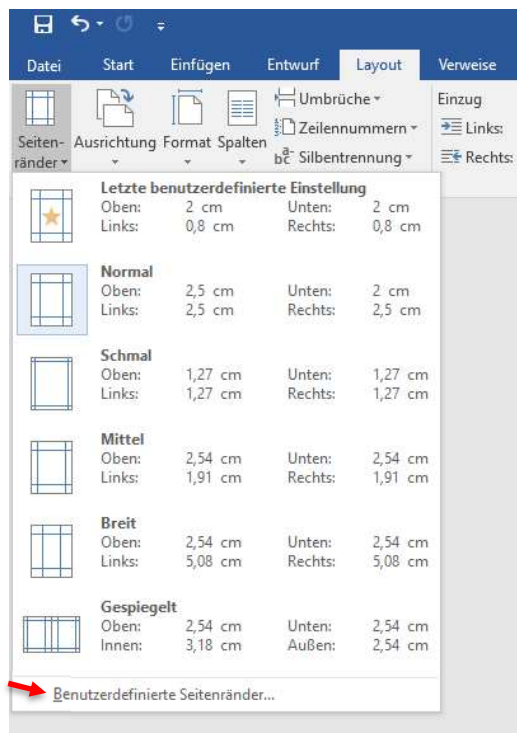 Datei Start Einfügen Entwurf Layout Verweise
Seiten- Ausrichtung Format Spalten Umbrüche Einzug
ränder Zeilennummern Links:
bc a- Silbentrennung Rechts:
Letzte benutzerdefinierte Einstellung
Oben: 2 cm Unten: 2 cm
Links: 0,8 cm Rechts: 0,8 cm
Normal
Oben: 2,5 cm Unten: 2 cm
Links: 2,5 cm Rechts: 2,5 cm
Schmal
Oben: 1,27 cm Unten: 1,27 cm
Links: 1,27 cm Rechts: 1,27 cm
Mittel
Oben: 2,54 cm Unten: 2,54 cm
Links: 1,91 cm Rechts: 1,91 cm
Breit
Oben: 2,54 cm Unten: 2,54 cm
Links: 5,08 cm Rechts: 5,08 cm
Gespiegelt
Oben: 2,54 cm Unten: 2,54 cm
Innen: 3,18 cm Außen: 2,54 cm
Benutzerdefinierte Seitenränder...